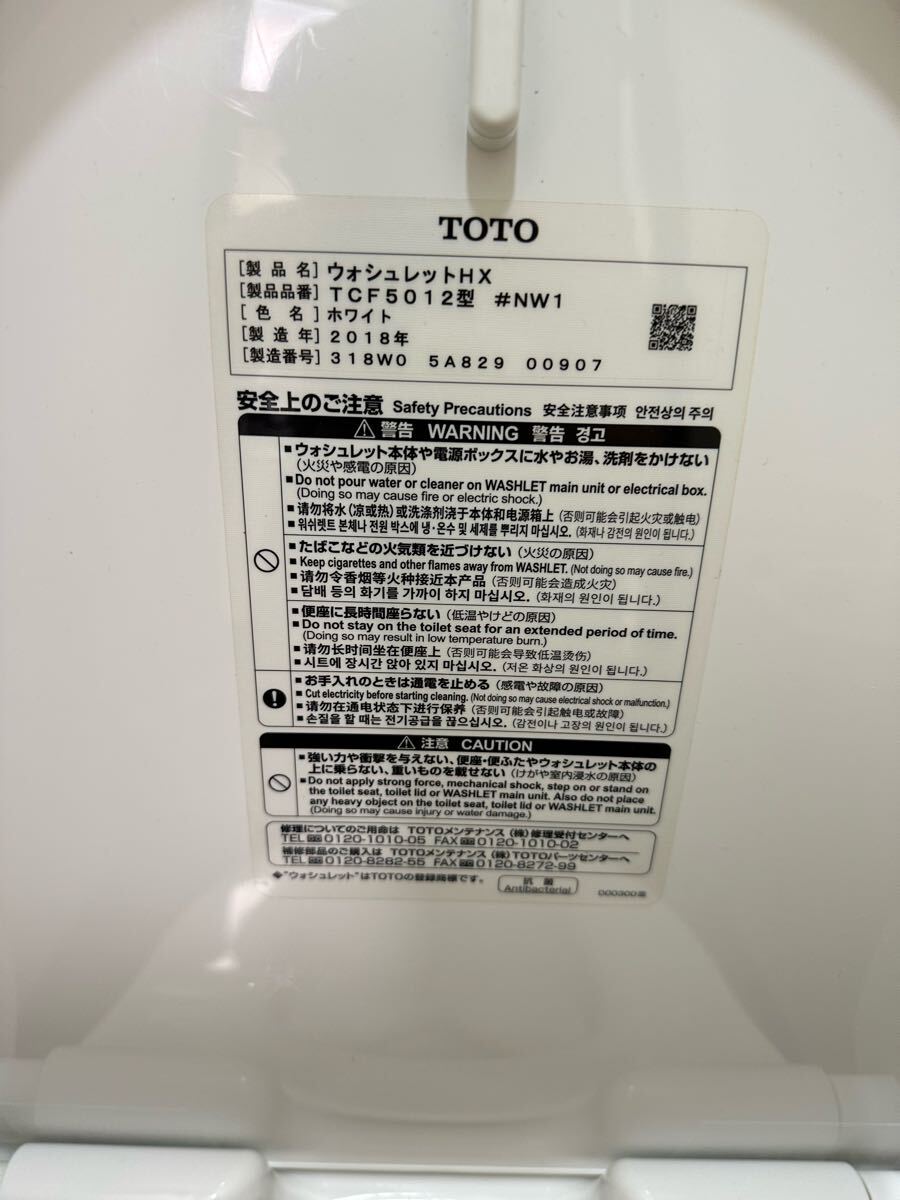 TOTO
[製品名] ウォシュレットHX
[製品品番] TCF5012型 #NW1
[色名] ホワイト
[製造年] 2018年
[製造番号] 318W0 5A829 00907
安全上のご注意 Safety Precautions 安全注意事项 안전상의 주의
⚠警告 WARNING 警告 경고
■ウォシュレット本体や電源ボックスに水やお湯、洗剤をかけない
(火災や感電の原因)
■Do not pour water or cleaner on WASHLET main unit or electrical box.
(Doing so may cause fire or electric shock.)
■请勿将水(凉或热)或洗涤剂浇于本体和电源箱上(否则可能会引起火灾或触电)
■워쉬렛트 본체나 전원 박스에 냉·온수 및 세제를 뿌리지 마십시오. (화재나 감전의 원인이 됩니다.)
■たばこなどの火気類を近づけない(火災の原因)
■Keep cigarettes and other flames away from WASHLET. (Not doing so may cause fire.)
■请勿令香烟等火种接近本产品(否则可能会造成火灾)
■담배 등의 화기를 가까이 하지 마십시오. (화재의 원인이 됩니다.)
■便座に長時間座らない(低温やけどの原因)
■Do not stay on the toilet seat for an extended period of time.
(Doing so may result in low temperature burn.)
■请勿长时间坐在便座上(否则可能会导致低温烫伤)
■시트에 장시간 앉아 있지 마십시오. (저온 화상의 원인이 됩니다.)
■お手入れのときは通電を止める(感電や故障の原因)
■Cut electricity before starting cleaning. (Not doing so may cause electrical shock or malfunction.)
■请勿在通电状态下进行保养(否则可能会引起触电或故障)
■손질을 할 때는 전기공급을 끊으십시오. (감전이나 고장의 원인이 됩니다.)
⚠注意 CAUTION
■強い力や衝撃を与えない、便座・便ふたやウォシュレット本体の
上に乗らない、重いものを載せない(けがや室内浸水の原因)
■Do not apply strong force, mechanical shock, step on or stand on
the toilet seat, toilet lid or WASHLET main unit. Also do not place
any heavy object on the toilet seat, toilet lid or WASHLET main unit.
(Doing so may cause injury or water damage.)
修理についてのご用命は TOTOメンテナンス(株)修理受付センターへ
TEL 0120-1010-05 FAX 0120-1010-02
補修部品のご購入は TOTOメンテナンス(株)TOTOパーツセンターへ
TEL 0120-8282-55 FAX 0120-8272-99
◈"ウォシュレット"はTOTOの登録商標です。
抗菌
Antibacterial